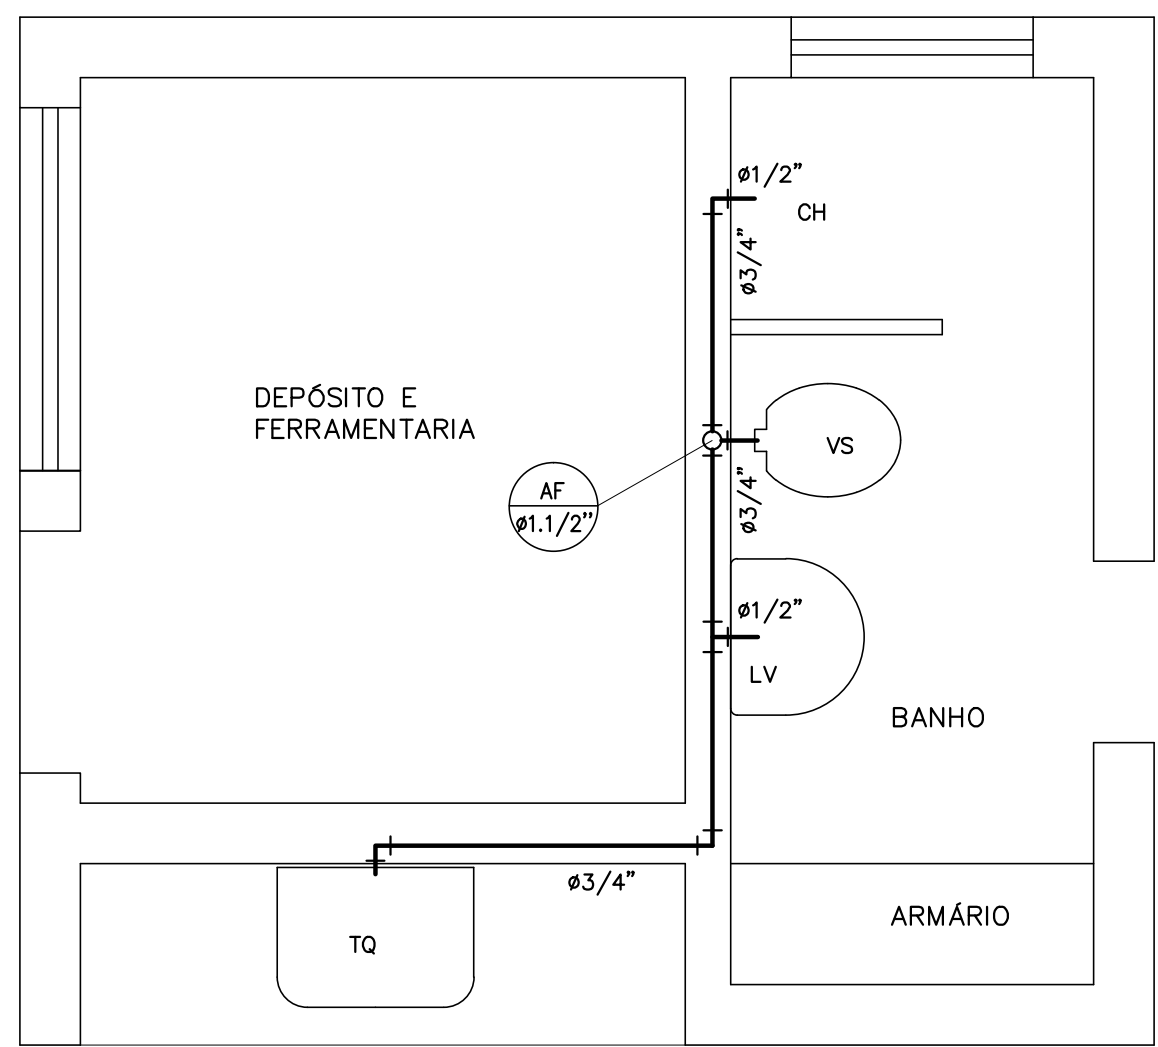 ø1/2”
CH
ø3/4”
DEPÓSITO E
FERRAMENTARIA
VS
AF
ø1.1/2”
ø3/4”
ø1/2”
LV
BANHO
ø3/4”
ARMÁRIO
TQ